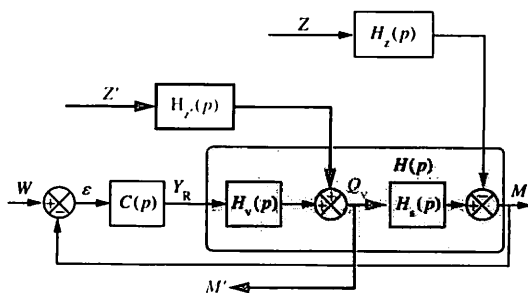 Z
H_z(p)
Z'
H_z'(p)
H(p)
W
ε
C(p)
Y_R
H_v(p)
Q_v
H_s(p)
M
M'